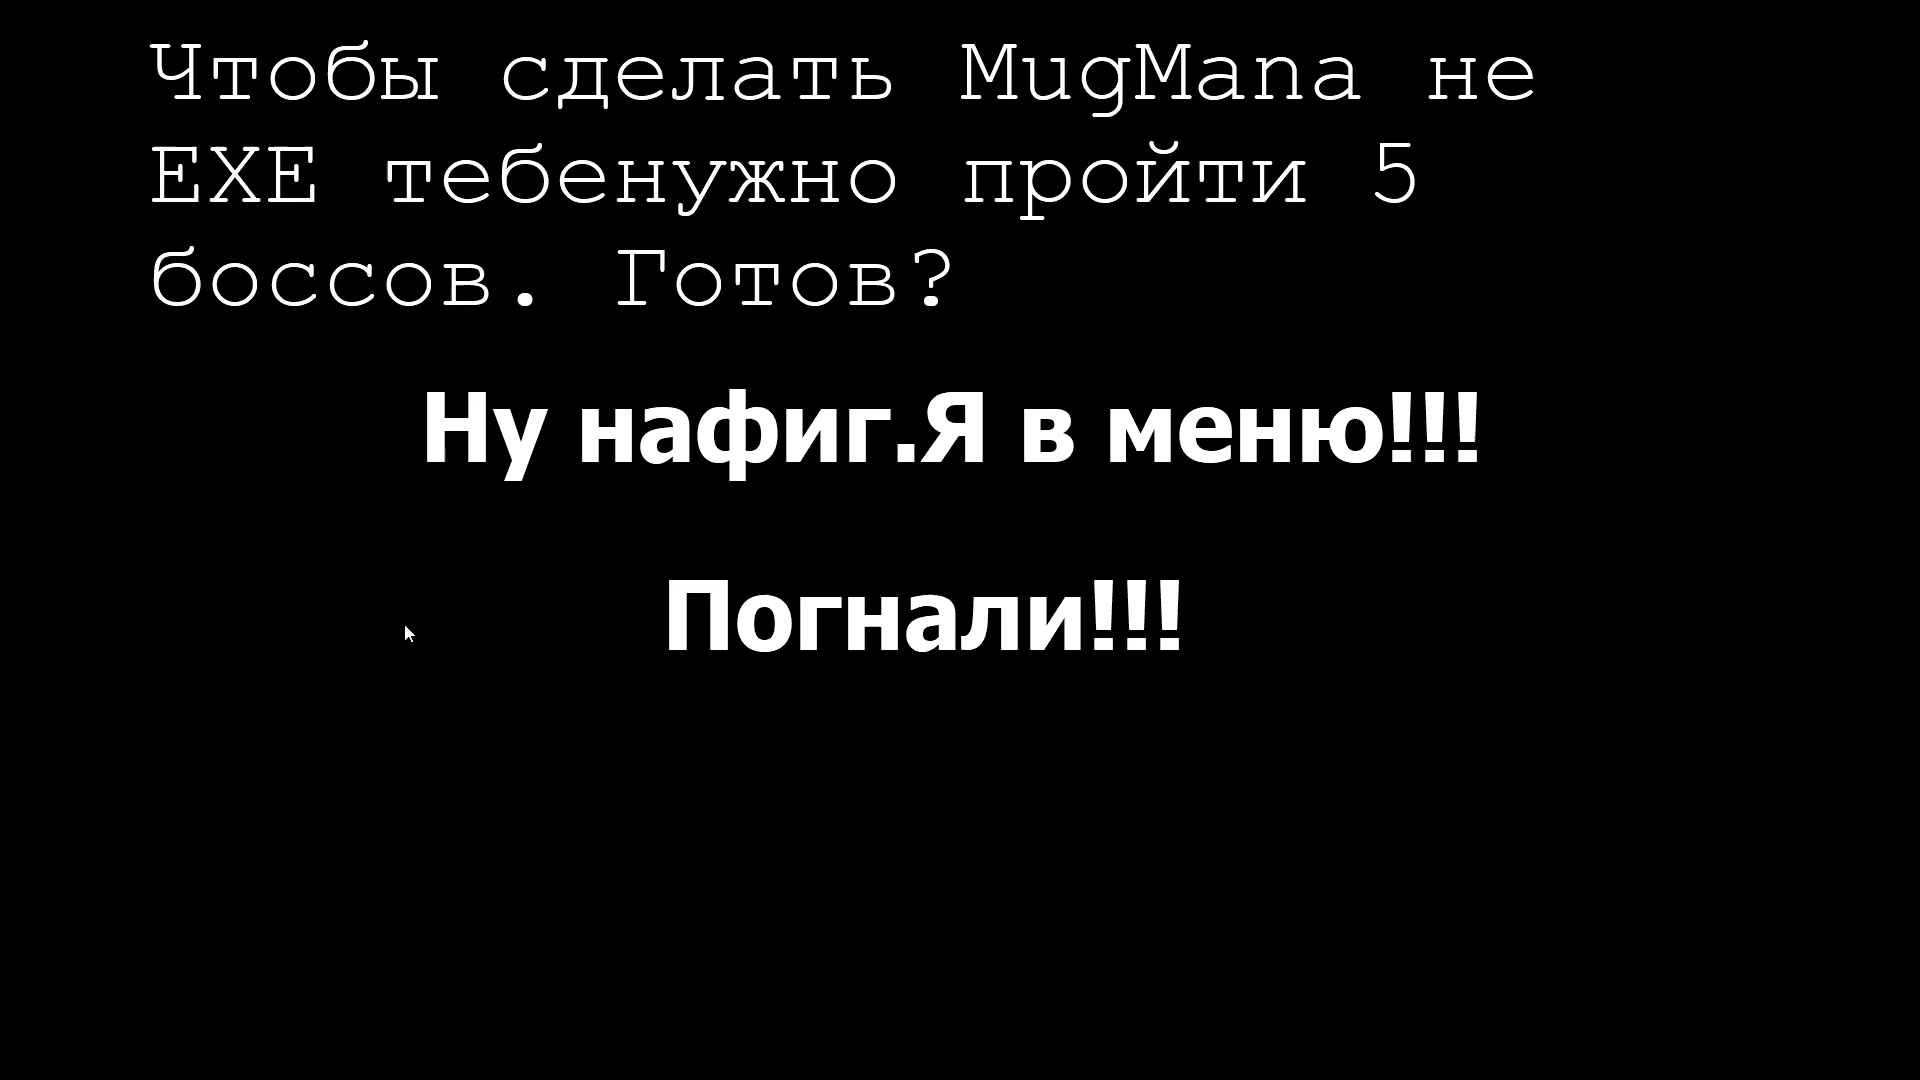 Чтобы сделать MugMana не
EXE тебенужно пройти 5
боссов. Готов?
Ну нафиг.Я в меню!!!
Погнали!!!